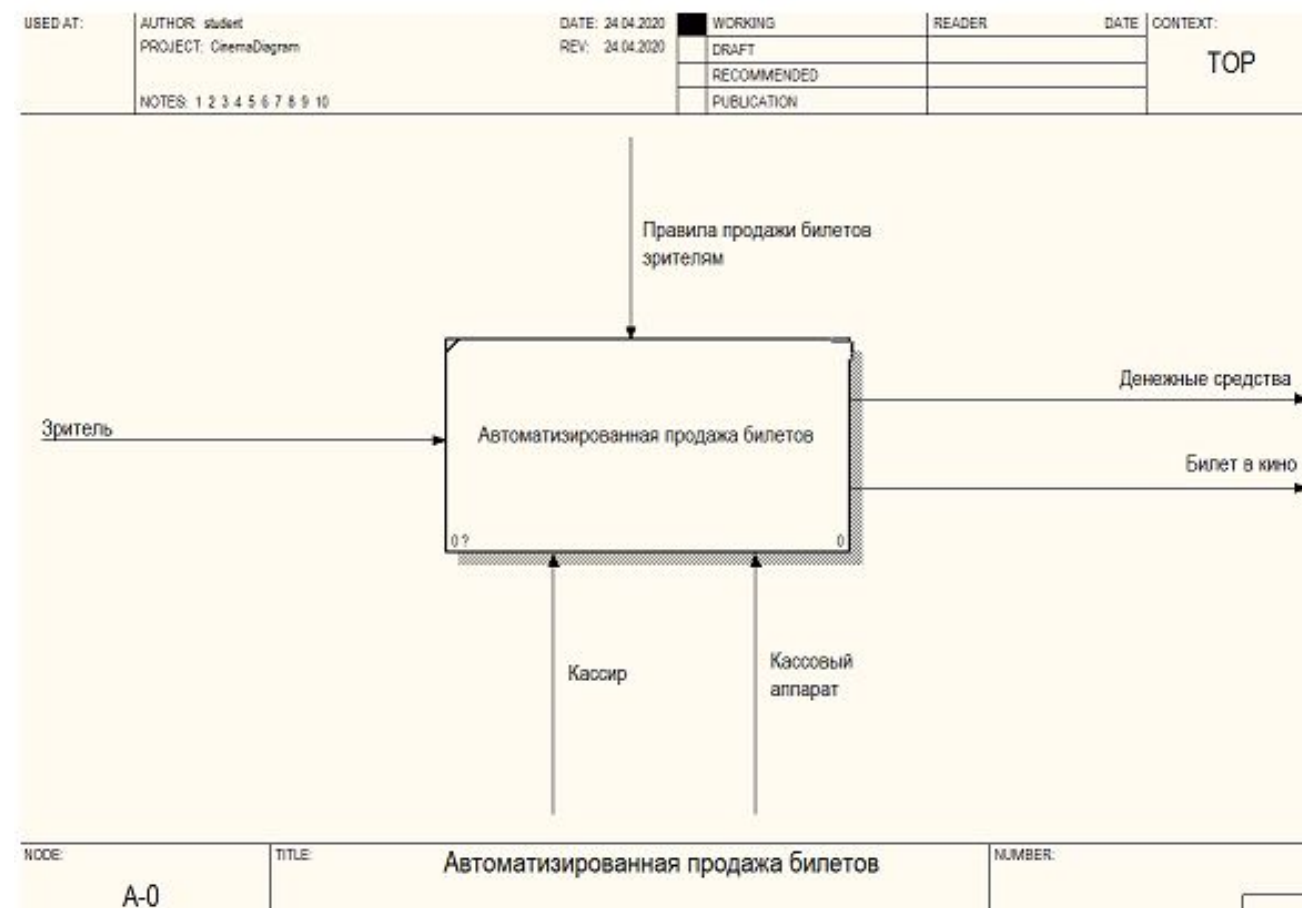 USED AT:
AUTHOR: student
DATE: 24.04.2020
WORKING
READER
DATE
CONTEXT:
PROJECT: CinemaDiagram
REV: 24.04.2020
DRAFT
TOP
RECOMMENDED
NOTES: 1 2 3 4 5 6 7 8 9 10
PUBLICATION
Правила продажи билетов
зрителям
Денежные средства
Зритель
Автоматизированная продажа билетов
Билет в кино
0 ?
0
Кассир
Кассовый
аппарат
NODE:
TITLE:
Автоматизированная продажа билетов
NUMBER:
A-0